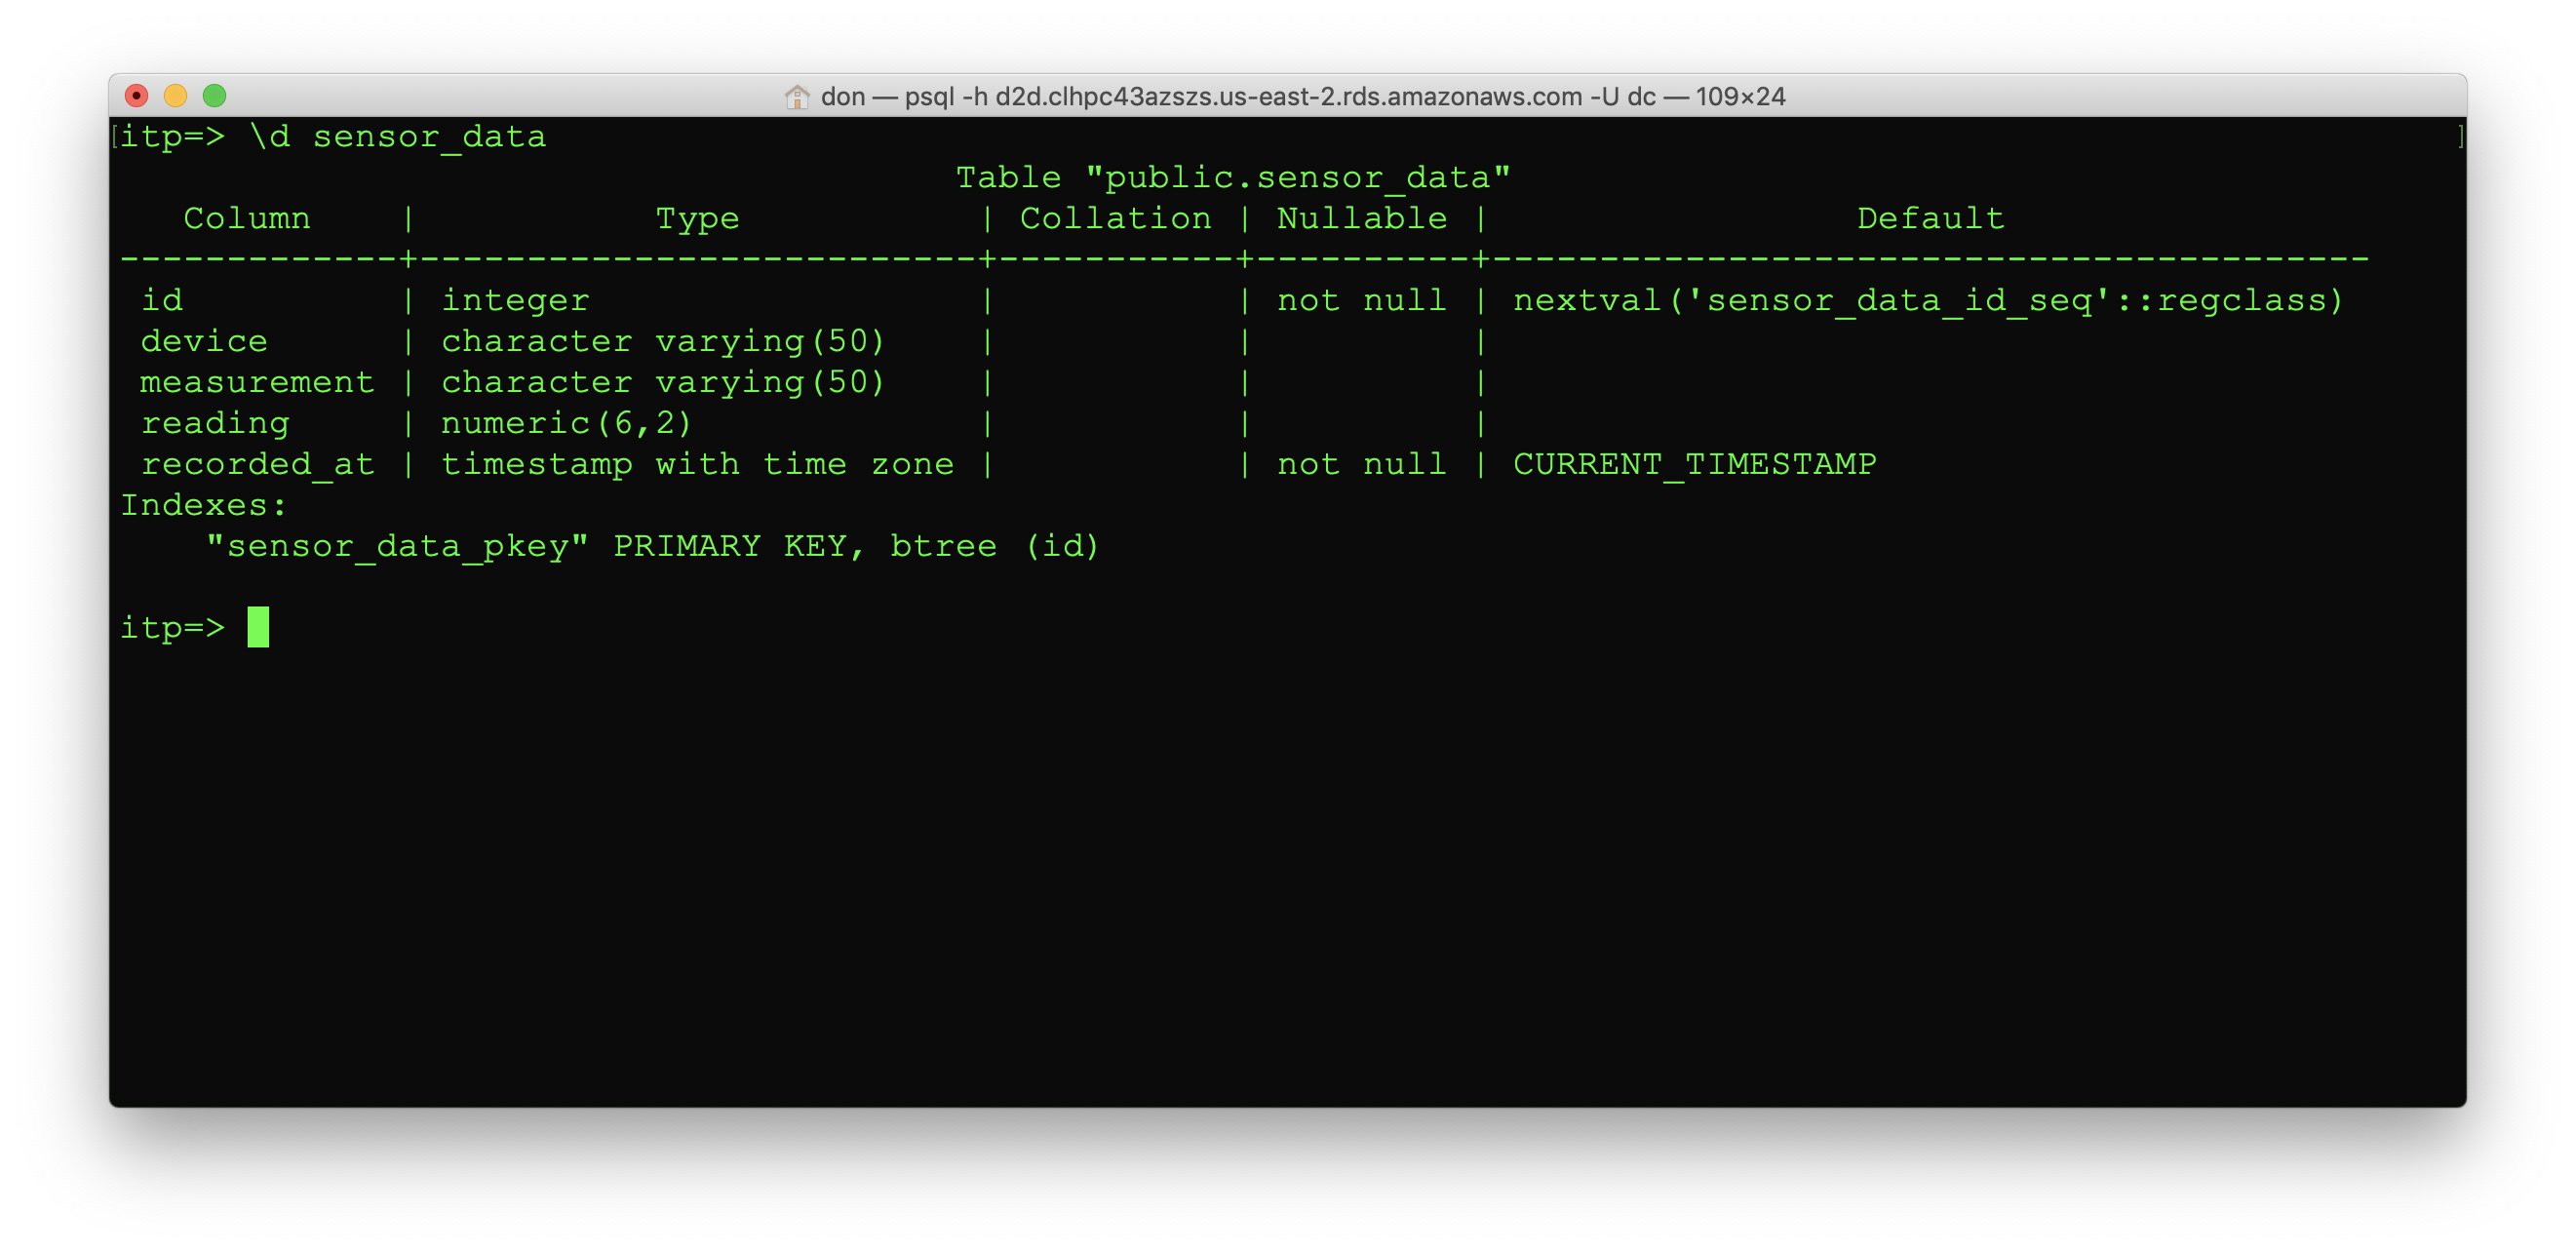 don — psql -h d2d.clhpc43azszs.us-east-2.rds.amazonaws.com -U dc — 109×24
[itp=> \d sensor_data ]
Table "public.sensor_data"
Column | Type | Collation | Nullable | Default
-------------+--------------------------+-----------+----------+-----------------------------------------
id | integer | | not null | nextval('sensor_data_id_seq'::regclass)
device | character varying(50) | | |
measurement | character varying(50) | | |
reading | numeric(6,2) | | |
recorded_at | timestamp with time zone | | not null | CURRENT_TIMESTAMP
Indexes:
"sensor_data_pkey" PRIMARY KEY, btree (id)
itp=>